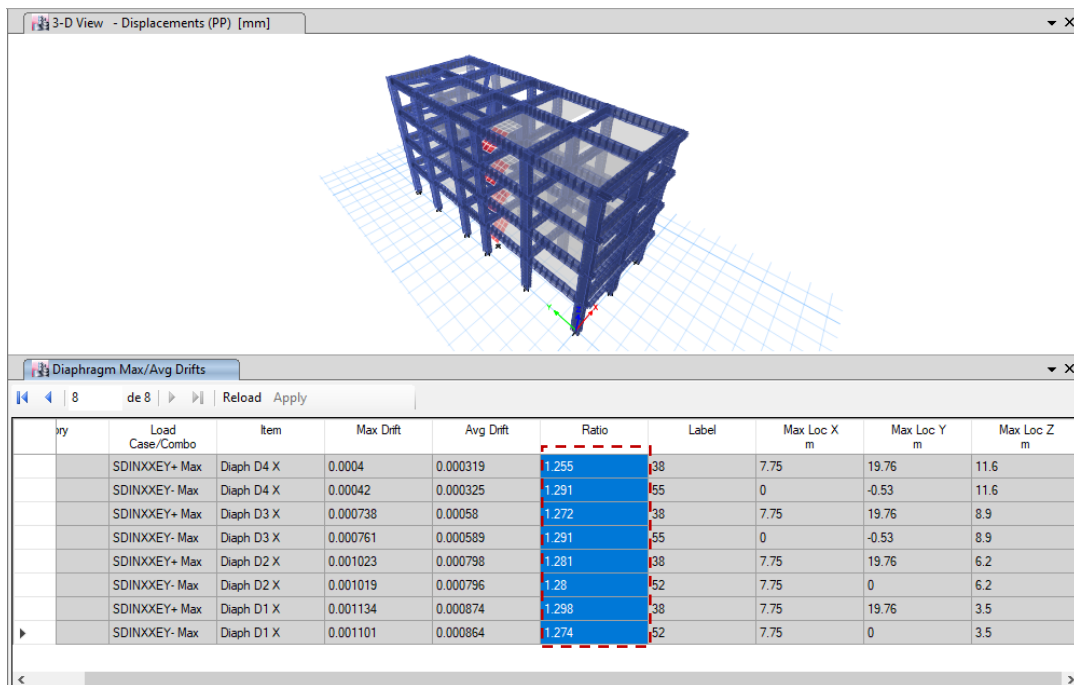 3-D View - Displacements (PP) [mm]
Y
Z
X
Diaphragm Max/Avg Drifts
8 de 8 Reload Apply
ory Load Case/Combo Item Max Drift Avg Drift Ratio Label Max Loc X m Max Loc Y m Max Loc Z m
SDINXXEY+ Max Diaph D4 X 0.0004 0.000319 1.255 38 7.75 19.76 11.6
SDINXXEY- Max Diaph D4 X 0.00042 0.000325 1.291 55 0 -0.53 11.6
SDINXXEY+ Max Diaph D3 X 0.000738 0.00058 1.272 38 7.75 19.76 8.9
SDINXXEY- Max Diaph D3 X 0.000761 0.000589 1.291 55 0 -0.53 8.9
SDINXXEY+ Max Diaph D2 X 0.001023 0.000798 1.281 38 7.75 19.76 6.2
SDINXXEY- Max Diaph D2 X 0.001019 0.000796 1.28 52 7.75 0 6.2
SDINXXEY+ Max Diaph D1 X 0.001134 0.000874 1.298 38 7.75 19.76 3.5
SDINXXEY- Max Diaph D1 X 0.001101 0.000864 1.274 52 7.75 0 3.5